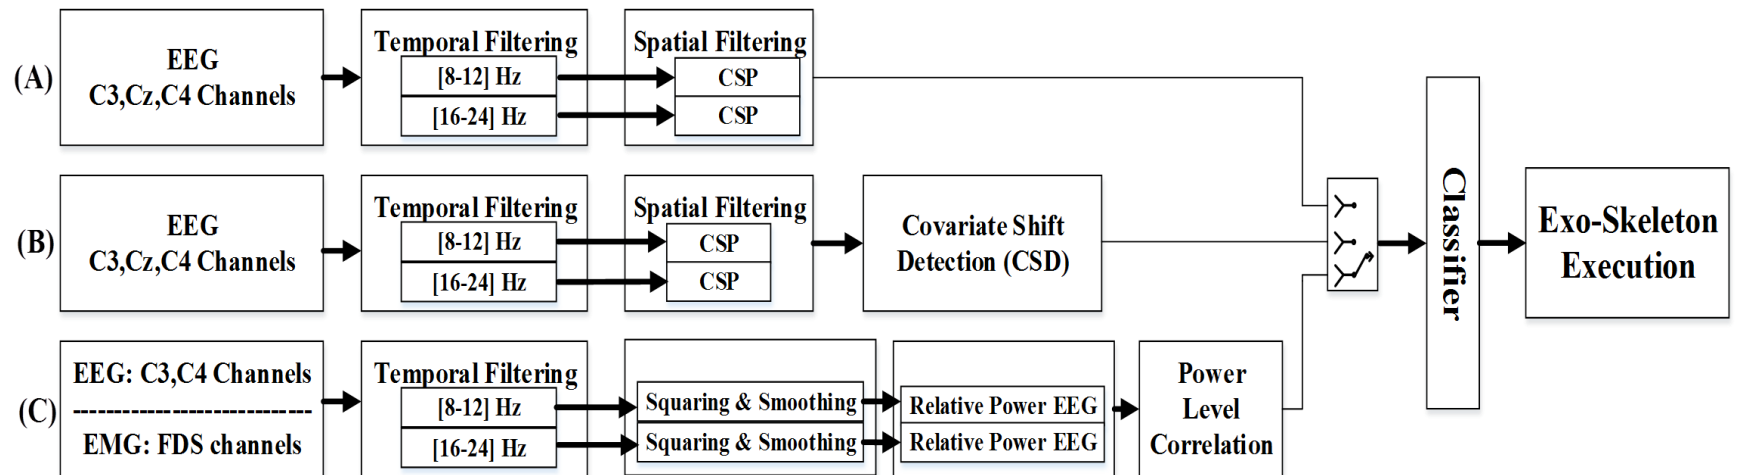 (A)
EEG
C3,Cz,C4 Channels
Temporal Filtering
[8-12] Hz
[16-24] Hz
Spatial Filtering
CSP
CSP
(B)
EEG
C3,Cz,C4 Channels
Temporal Filtering
[8-12] Hz
[16-24] Hz
Spatial Filtering
CSP
CSP
Covariate Shift
Detection (CSD)
(C)
EEG: C3,C4 Channels
EMG: FDS channels
Temporal Filtering
[8-12] Hz
[16-24] Hz
Squaring & Smoothing
Squaring & Smoothing
Relative Power EEG
Relative Power EEG
Power
Level
Correlation
Classifier
Exo-Skeleton
Execution